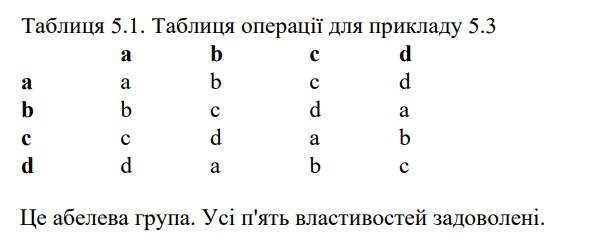 Таблиця 5.1. Таблиця операції для прикладу 5.3
a b c d
a a b c d
b b c d a
c c d a b
d d a b c
Це абелева група. Усі п'ять властивостей задоволені.